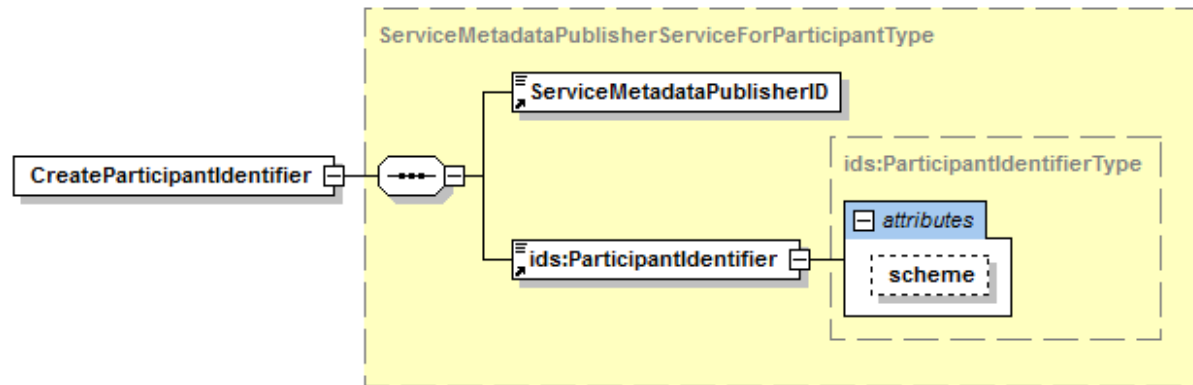 ServiceMetadataPublisherServiceForParticipantType
ServiceMetadataPublisherID
CreateParticipantIdentifier
ids:ParticipantIdentifierType
attributes
ids:ParticipantIdentifier
scheme